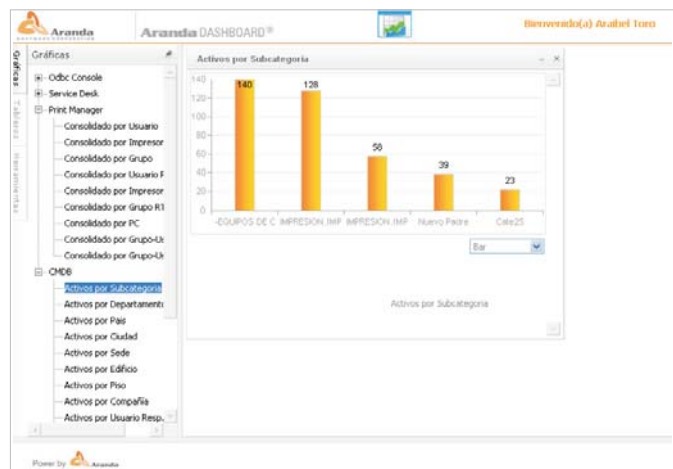 Aranda
Aranda DASHBOARD®
Bienvenido(a) Arabel Toro
Gráficas
Tableros
Herramientas
Gráficas
Odbc Console
Service Desk
Print Manager
Consolidado por Usuario
Consolidado por Impresor
Consolidado por Grupo
Consolidado por Usuario R
Consolidado por Impresor
Consolidado por Grupo RT
Consolidado por PC
Consolidado por Grupo-Us
Consolidado por Grupo-Us
CMDB
Activos por Subcategoria
Activos por Departamento
Activos por Pais
Activos por Ciudad
Activos por Sede
Activos por Edificio
Activos por Piso
Activos por Compañia
Activos por Usuario Resp.
Activos por Subcategoria
140
120
100
80
60
40
20
0
140
128
58
39
23
-EQUIPOS DE C
IMPRESION.IMP
IMPRESION.IMP
Nuevo Padre
Cate25
Bar
Activos por Subcategoria
Power by Aranda